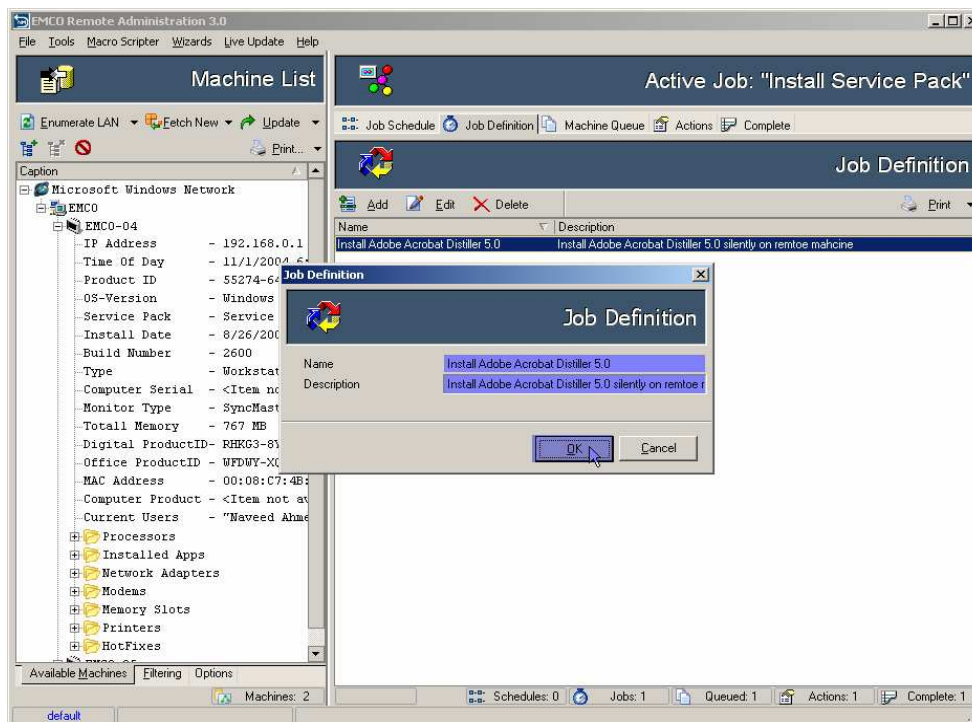 EMCO Remote Administration 3.0
File Tools Macro Scripter Wizards Live Update Help
Machine List
Enumerate LAN Fetch New Update
Print...
Caption
Microsoft Windows Network
EMCO
EMCO-04
IP Address - 192.168.0.1
Time Of Day - 11/1/2004
Product ID - 55274-64
OS-Version - Windows
Service Pack - Service
Install Date - 8/26/200
Build Number - 2600
Type - Workstat
Computer Serial - <Item no
Monitor Type - SyncMast
Totall Memory - 767 MB
Digital ProductID- RHKG3-8
Office ProductID - WFDWY-X
MAC Address - 00:08:C7:4B:
Computer Product - <Item not av
Current Users - "Naveed Ahme
Processors
Installed Apps
Network Adapters
Modems
Memory Slots
Printers
HotFixes
Available Machines Filtering Options
Machines: 2
default
Active Job: "Install Service Pack"
Job Schedule Job Definition Machine Queue Actions Complete
Job Definition
Add Edit Delete Print
Name Description
Install Adobe Acrobat Distiller 5.0 Install Adobe Acrobat Distiller 5.0 silently on remtoe mahcine
Job Definition
Job Definition
Name Install Adobe Acrobat Distiller 5.0
Description Install Adobe Acrobat Distiller 5.0 silently on remtoe
OK Cancel
Schedules: 0 Jobs: 1 Queued: 1 Actions: 1 Complete: 1